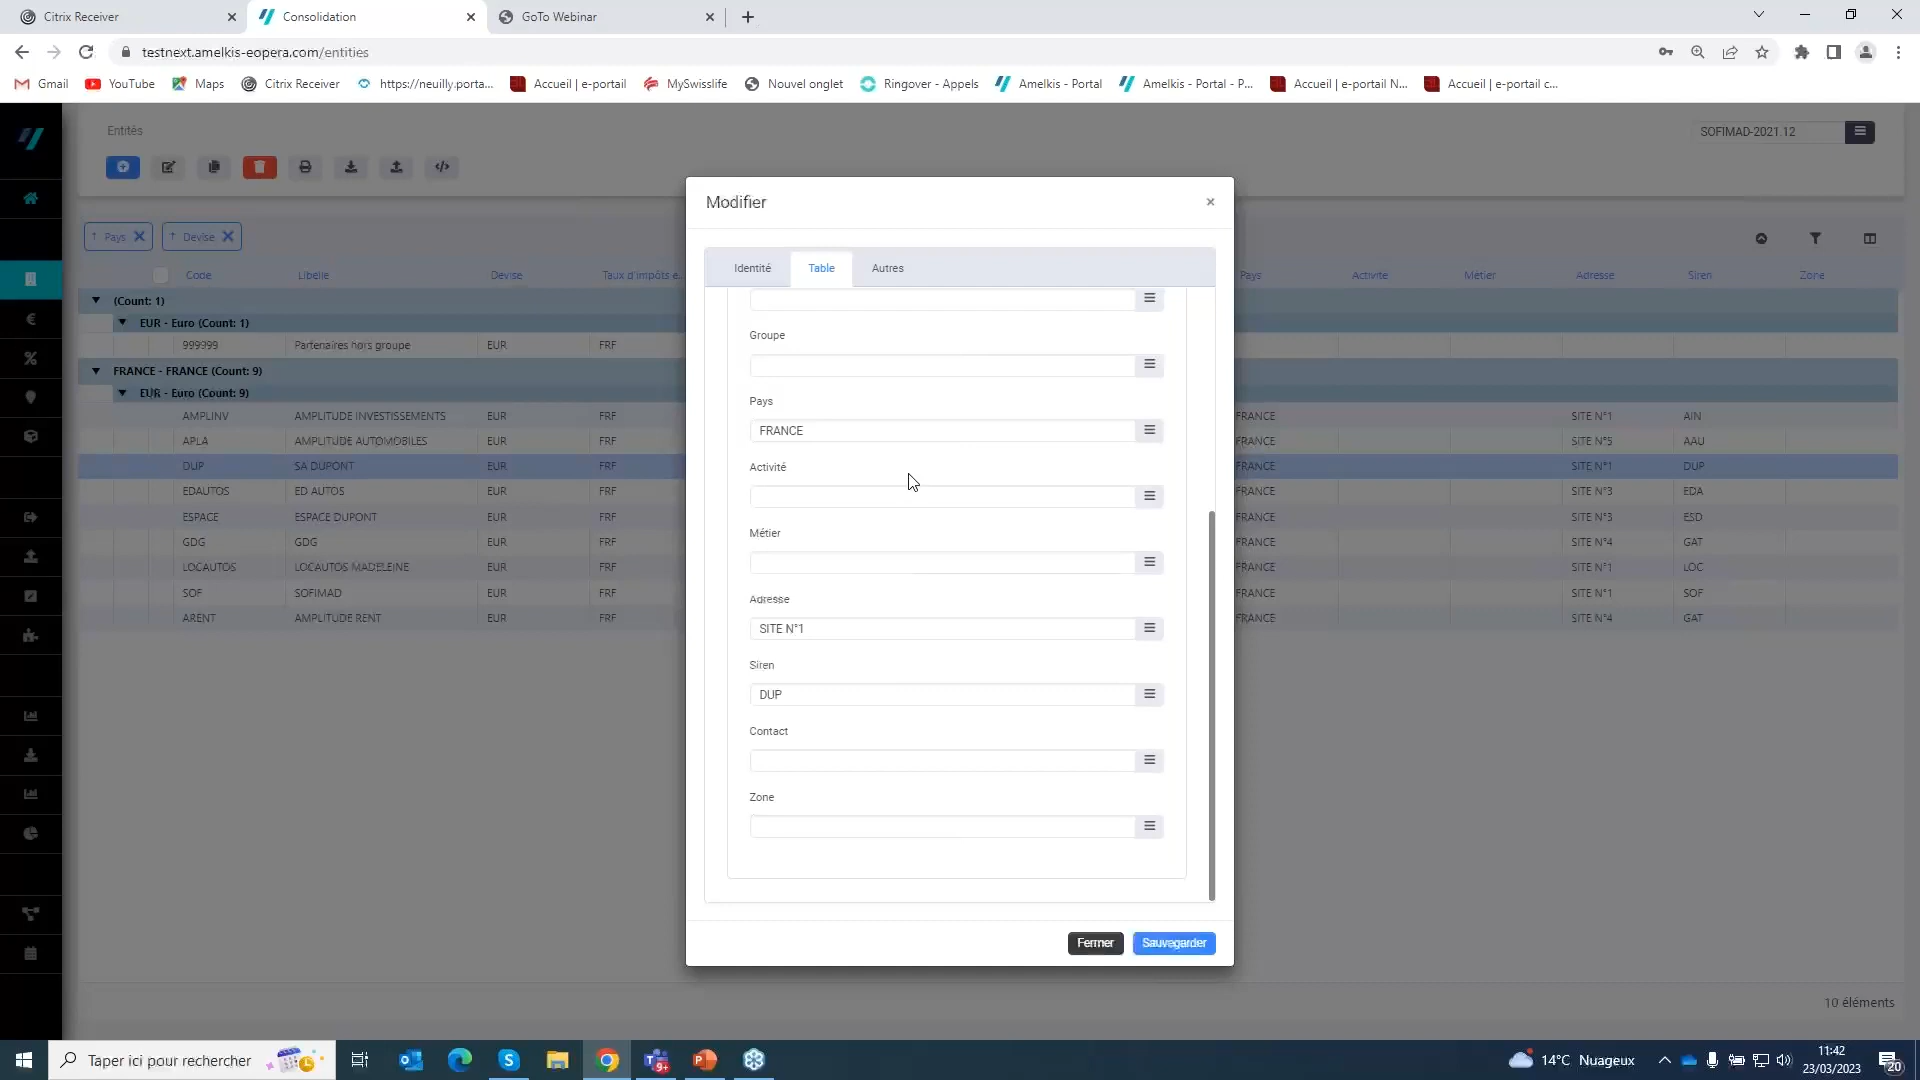 Citrix Receiver
Consolidation
GoTo Webinar
testnext.amelkis-eopera.com/entities
Gmail
YouTube
Maps
Citrix Receiver
https://neuilly.porta...
Accueil | e-portail
MySwisslife
Nouvel onglet
Ringover - Appels
Amelkis - Portal
Amelkis - Portal - P...
Accueil | e-portail N...
Accueil | e-portail c...
Entités
SOFIMAD-2021.12
↑ Pays
↑ Devise
Code Libelle Devise Taux d'impôts e... Pays Activité Métier Adresse Siren Zone
(Count: 1)
EUR - Euro (Count: 1)
999999 Partenaires hors groupe EUR FRF
FRANCE - FRANCE (Count: 9)
EUR - Euro (Count: 9)
AMPLINV AMPLITUDE INVESTISSEMENTS EUR FRF FRANCE SITE N°1 AIN
APLA AMPLITUDE AUTOMOBILES EUR FRF FRANCE SITE N°5 AAU
DUP SA DUPONT EUR FRF FRANCE SITE N°1 DUP
EDAUTOS ED AUTOS EUR FRF FRANCE SITE N°3 EDA
ESPACE ESPACE DUPONT EUR FRF FRANCE SITE N°3 ESD
GDG GDG EUR FRF FRANCE SITE N°4 GAT
LOCAUTOS LOCAUTOS MADELEINE EUR FRF FRANCE SITE N°1 LOC
SOF SOFIMAD EUR FRF FRANCE SITE N°1 SOF
ARENT AMPLITUDE RENT EUR FRF FRANCE SITE N°4 GAT
10 éléments
Modifier
×
Identité
Table
Autres
Groupe
Pays
FRANCE
Activité
Métier
Adresse
SITE N°1
Siren
DUP
Contact
Zone
Fermer
Sauvegarder
Taper ici pour rechercher
9+
14°C Nuageux
11:42
23/03/2023
20